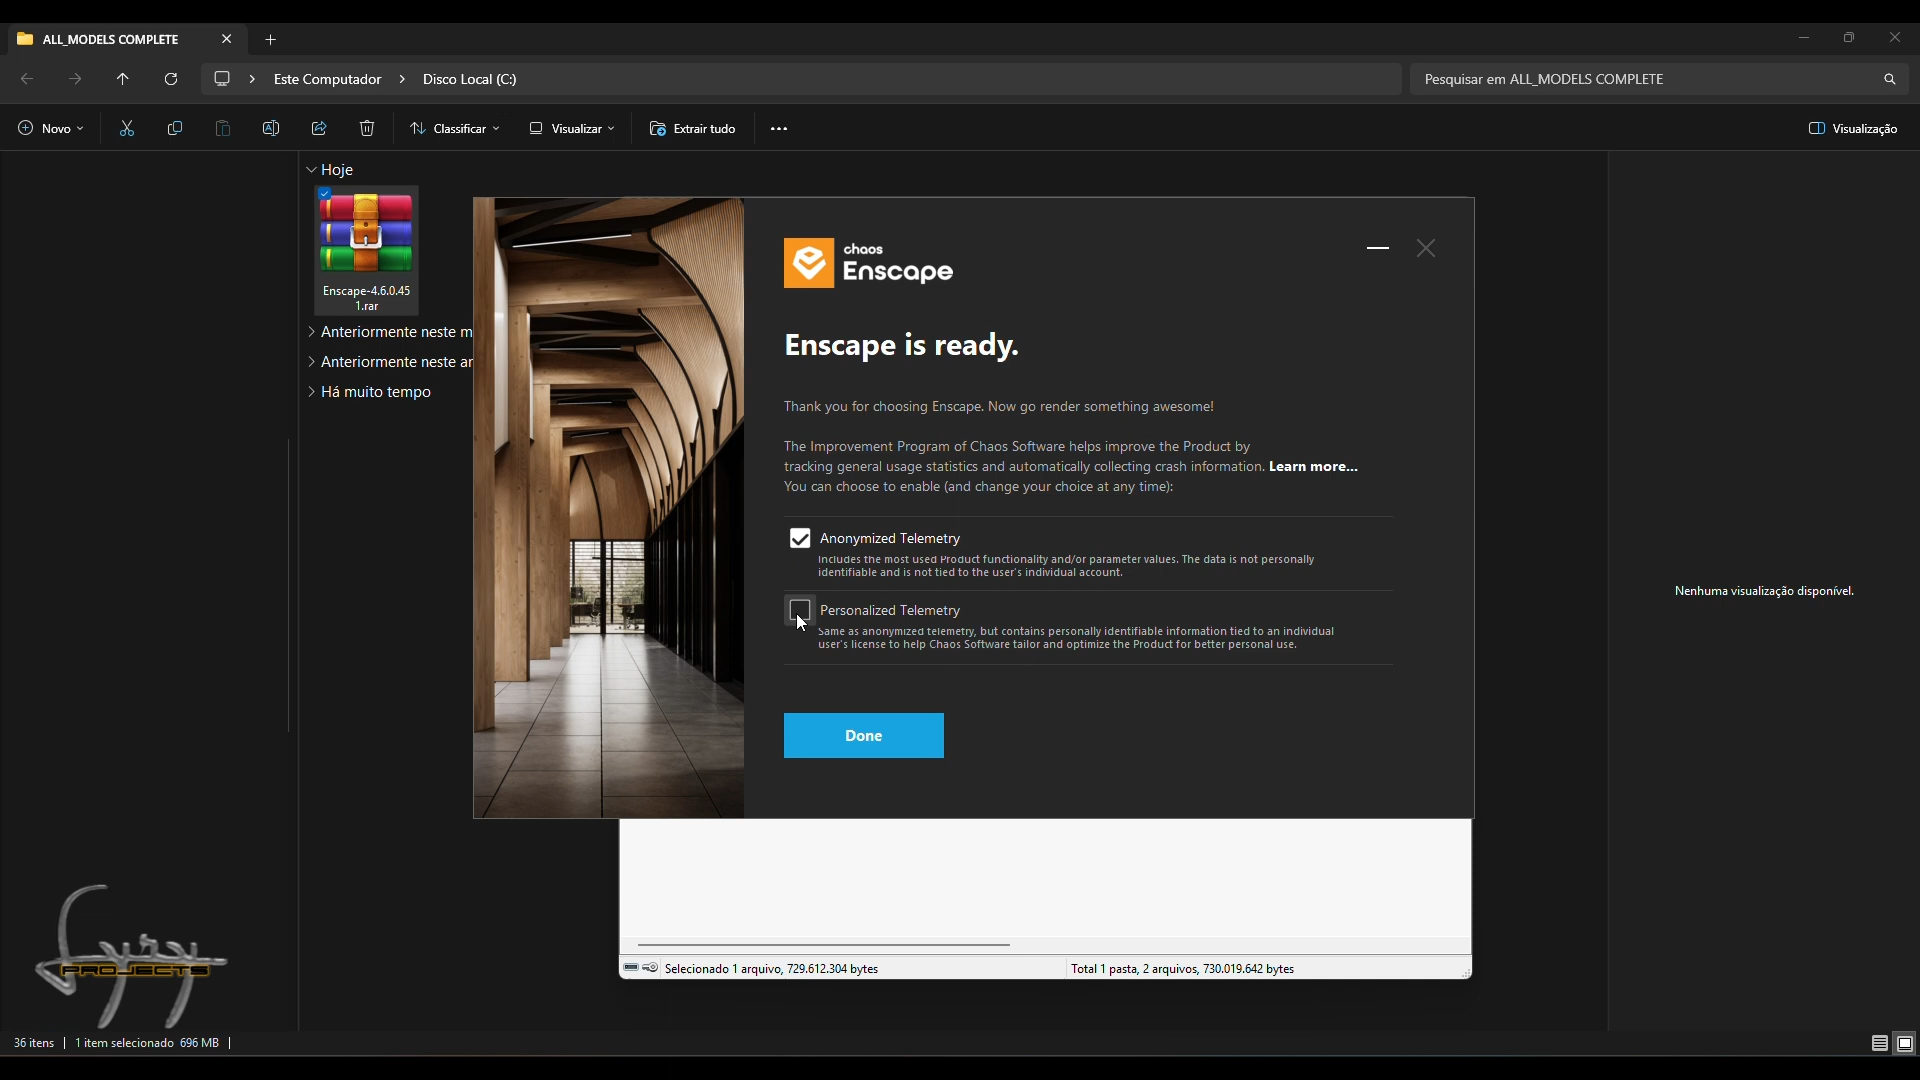 ALL_MODELS COMPLETE
Este Computador > Disco Local (C:)
Pesquisar em ALL_MODELS COMPLETE
Novo
Classificar
Visualizar
Extrair tudo
Visualização
Hoje
Enscape-4.6.0.45
1.rar
Anteriormente neste m
Anteriormente neste an
Há muito tempo
chaos
Enscape
Enscape is ready.
Thank you for choosing Enscape. Now go render something awesome!
The Improvement Program of Chaos Software helps improve the Product by
tracking general usage statistics and automatically collecting crash information. Learn more...
You can choose to enable (and change your choice at any time):
Anonymized Telemetry
Includes the most used Product functionality and/or parameter values. The data is not personally
identifiable and is not tied to the user's individual account.
Personalized Telemetry
Same as anonymized telemetry, but contains personally identifiable information tied to an individual
user's license to help Chaos Software tailor and optimize the Product for better personal use.
Done
Nenhuma visualização disponível.
PROJECTS
Selecionado 1 arquivo, 729.612.304 bytes
Total 1 pasta, 2 arquivos, 730.019.642 bytes
36 itens
1 item selecionado 696 MB